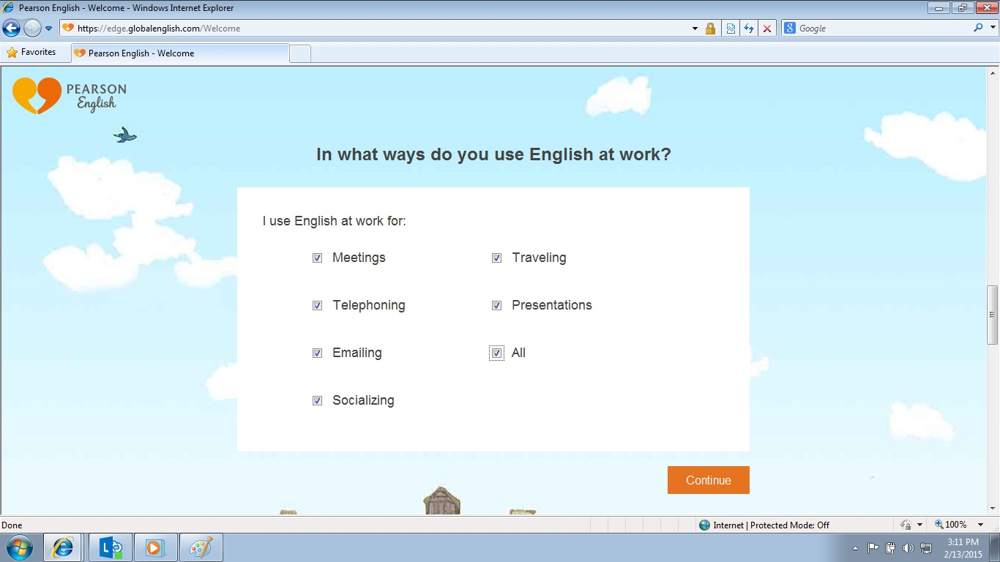 Pearson English - Welcome - Windows Internet Explorer
https://edge.globalenglish.com/Welcome
Google
Favorites
Pearson English - Welcome
PEARSON
English
In what ways do you use English at work?
I use English at work for:
Meetings
Traveling
Telephoning
Presentations
Emailing
All
Socializing
Continue
Done
Internet | Protected Mode: Off
100%
3:11 PM
2/13/2015